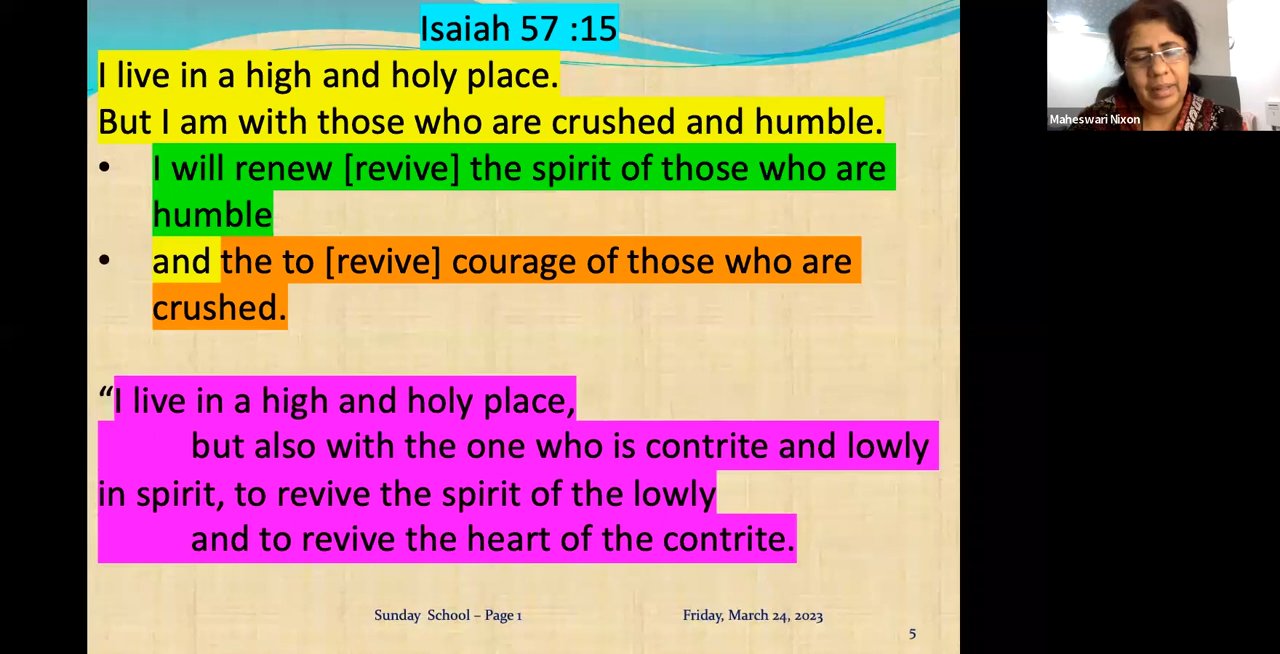 Isaiah 57 :15
I live in a high and holy place.
But I am with those who are crushed and humble.
• I will renew [revive] the spirit of those who are
humble
• and the to [revive] courage of those who are
crushed.
“I live in a high and holy place,
but also with the one who is contrite and lowly
in spirit, to revive the spirit of the lowly
and to revive the heart of the contrite.
Sunday School – Page 1
Friday, March 24, 2023
5
Maheswari Nixon